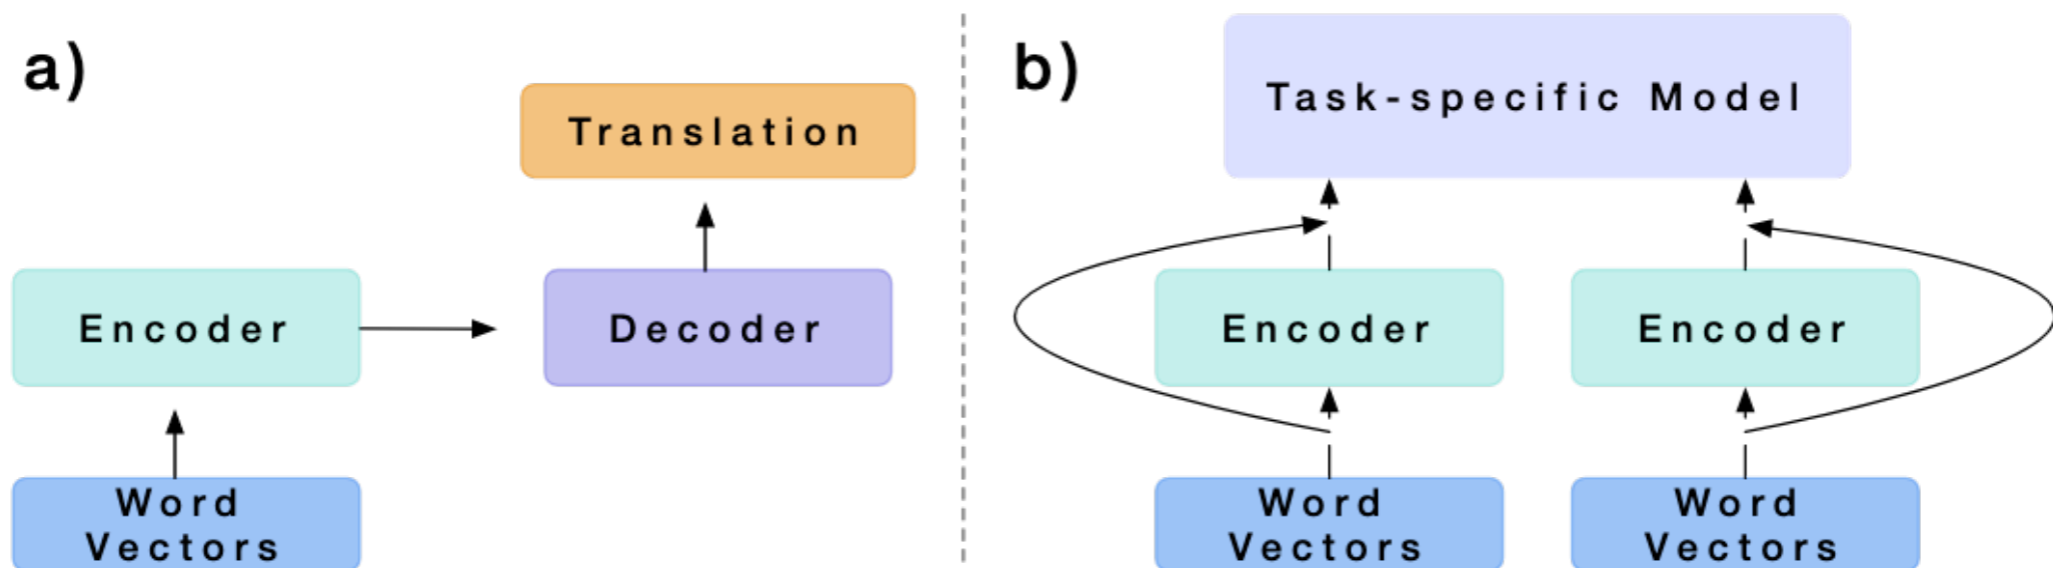 a)
Translation
Encoder
Decoder
Word
Vectors
b)
Task-specific Model
Encoder
Encoder
Word
Vectors
Word
Vectors